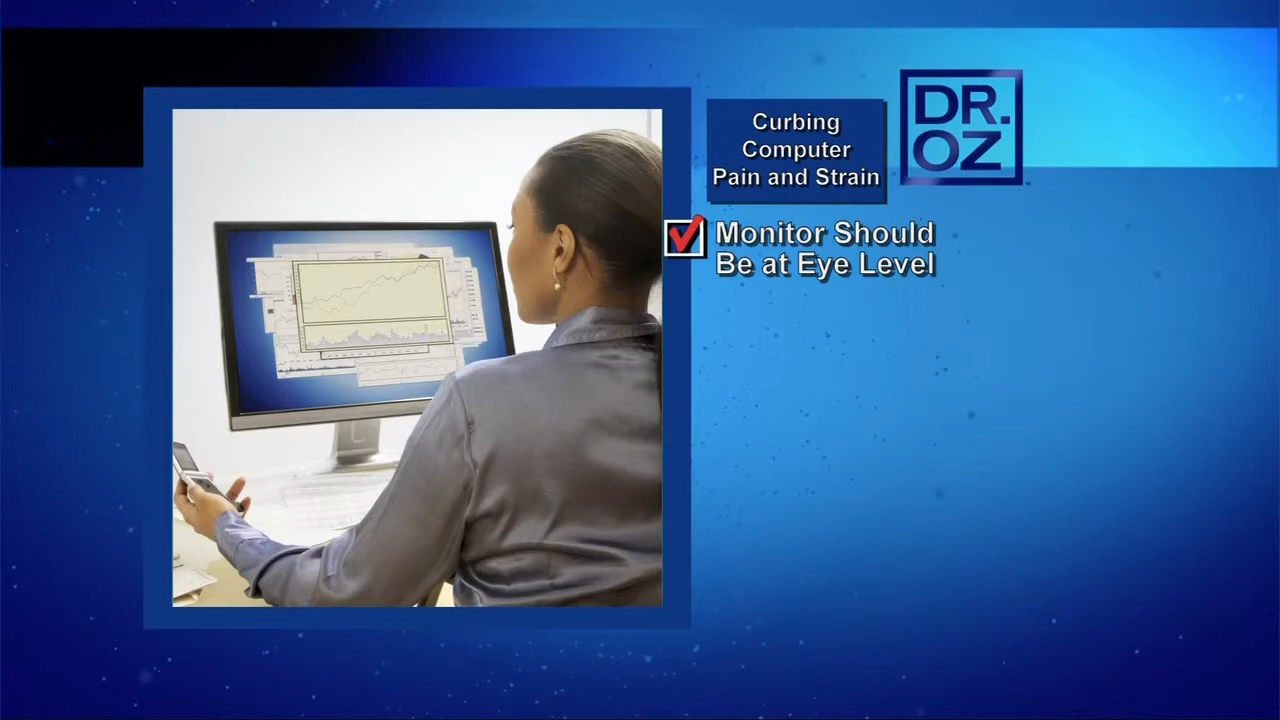 Curbing
Computer
Pain and Strain
DR.
OZ
Monitor Should
Be at Eye Level